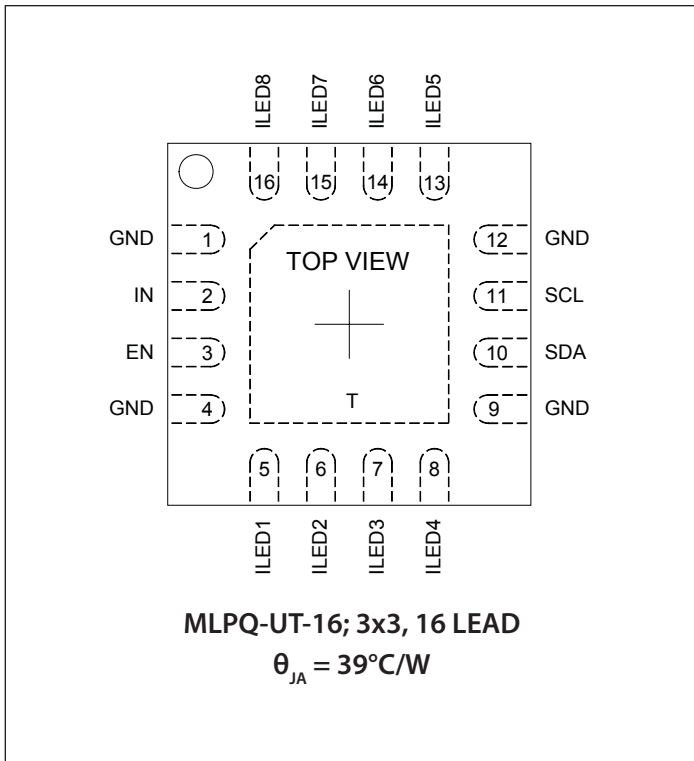 ILED8 ILED7 ILED6 ILED5
16 15 14 13
GND 1 12 GND
TOP VIEW
IN 2 11 SCL
EN 3 10 SDA
T
GND 4 9 GND
5 6 7 8
ILED1 ILED2 ILED3 ILED4
MLPQ-UT-16; 3x3, 16 LEAD
θJA = 39°C/W